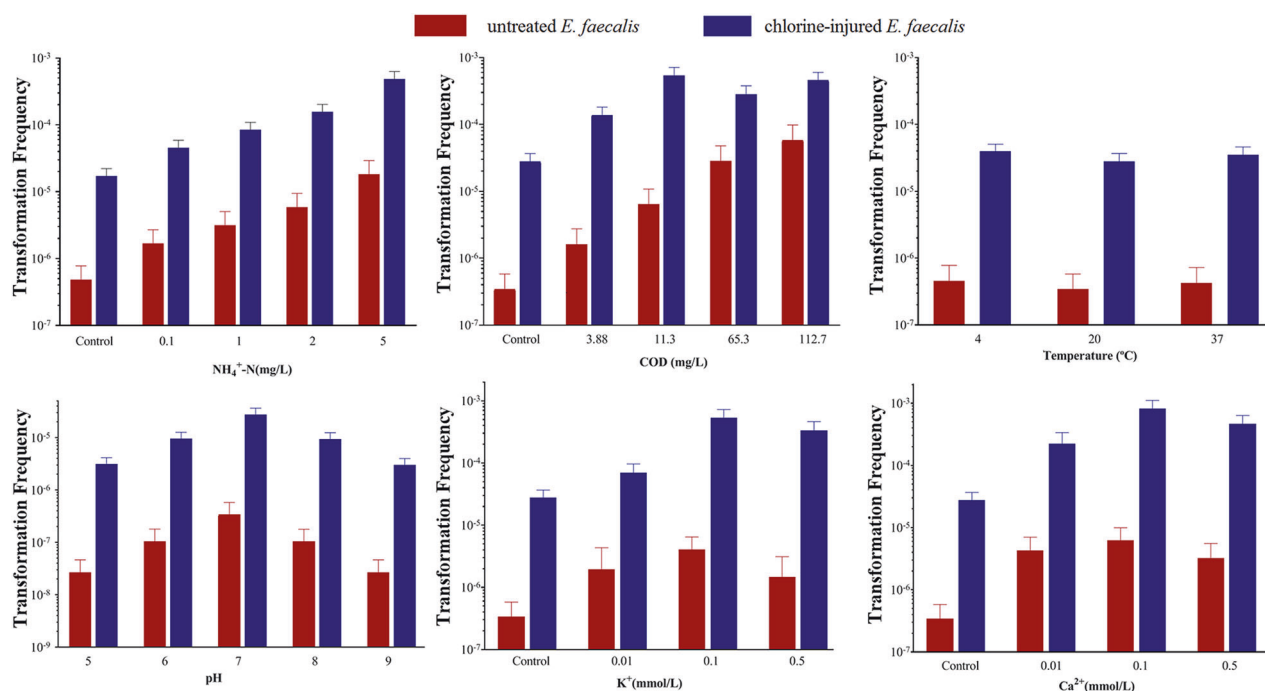 untreated E. faecalis chlorine-injured E. faecalis
Transformation Frequency
10⁻³
10⁻⁴
10⁻⁵
10⁻⁶
10⁻⁷
Control 0.1 1 2 5
NH₄⁺-N(mg/L)
Transformation Frequency
10⁻³
10⁻⁴
10⁻⁵
10⁻⁶
10⁻⁷
Control 3.88 11.3 65.3 112.7
COD (mg/L)
Transformation Frequency
10⁻³
10⁻⁴
10⁻⁵
10⁻⁶
10⁻⁷
4 20 37
Temperature (ºC)
Transformation Frequency
10⁻⁵
10⁻⁶
10⁻⁷
10⁻⁸
10⁻⁹
5 6 7 8 9
pH
Transformation Frequency
10⁻³
10⁻⁴
10⁻⁵
10⁻⁶
10⁻⁷
Control 0.01 0.1 0.5
K⁺(mmol/L)
Transformation Frequency
10⁻³
10⁻⁴
10⁻⁵
10⁻⁶
10⁻⁷
Control 0.01 0.1 0.5
Ca²⁺(mmol/L)